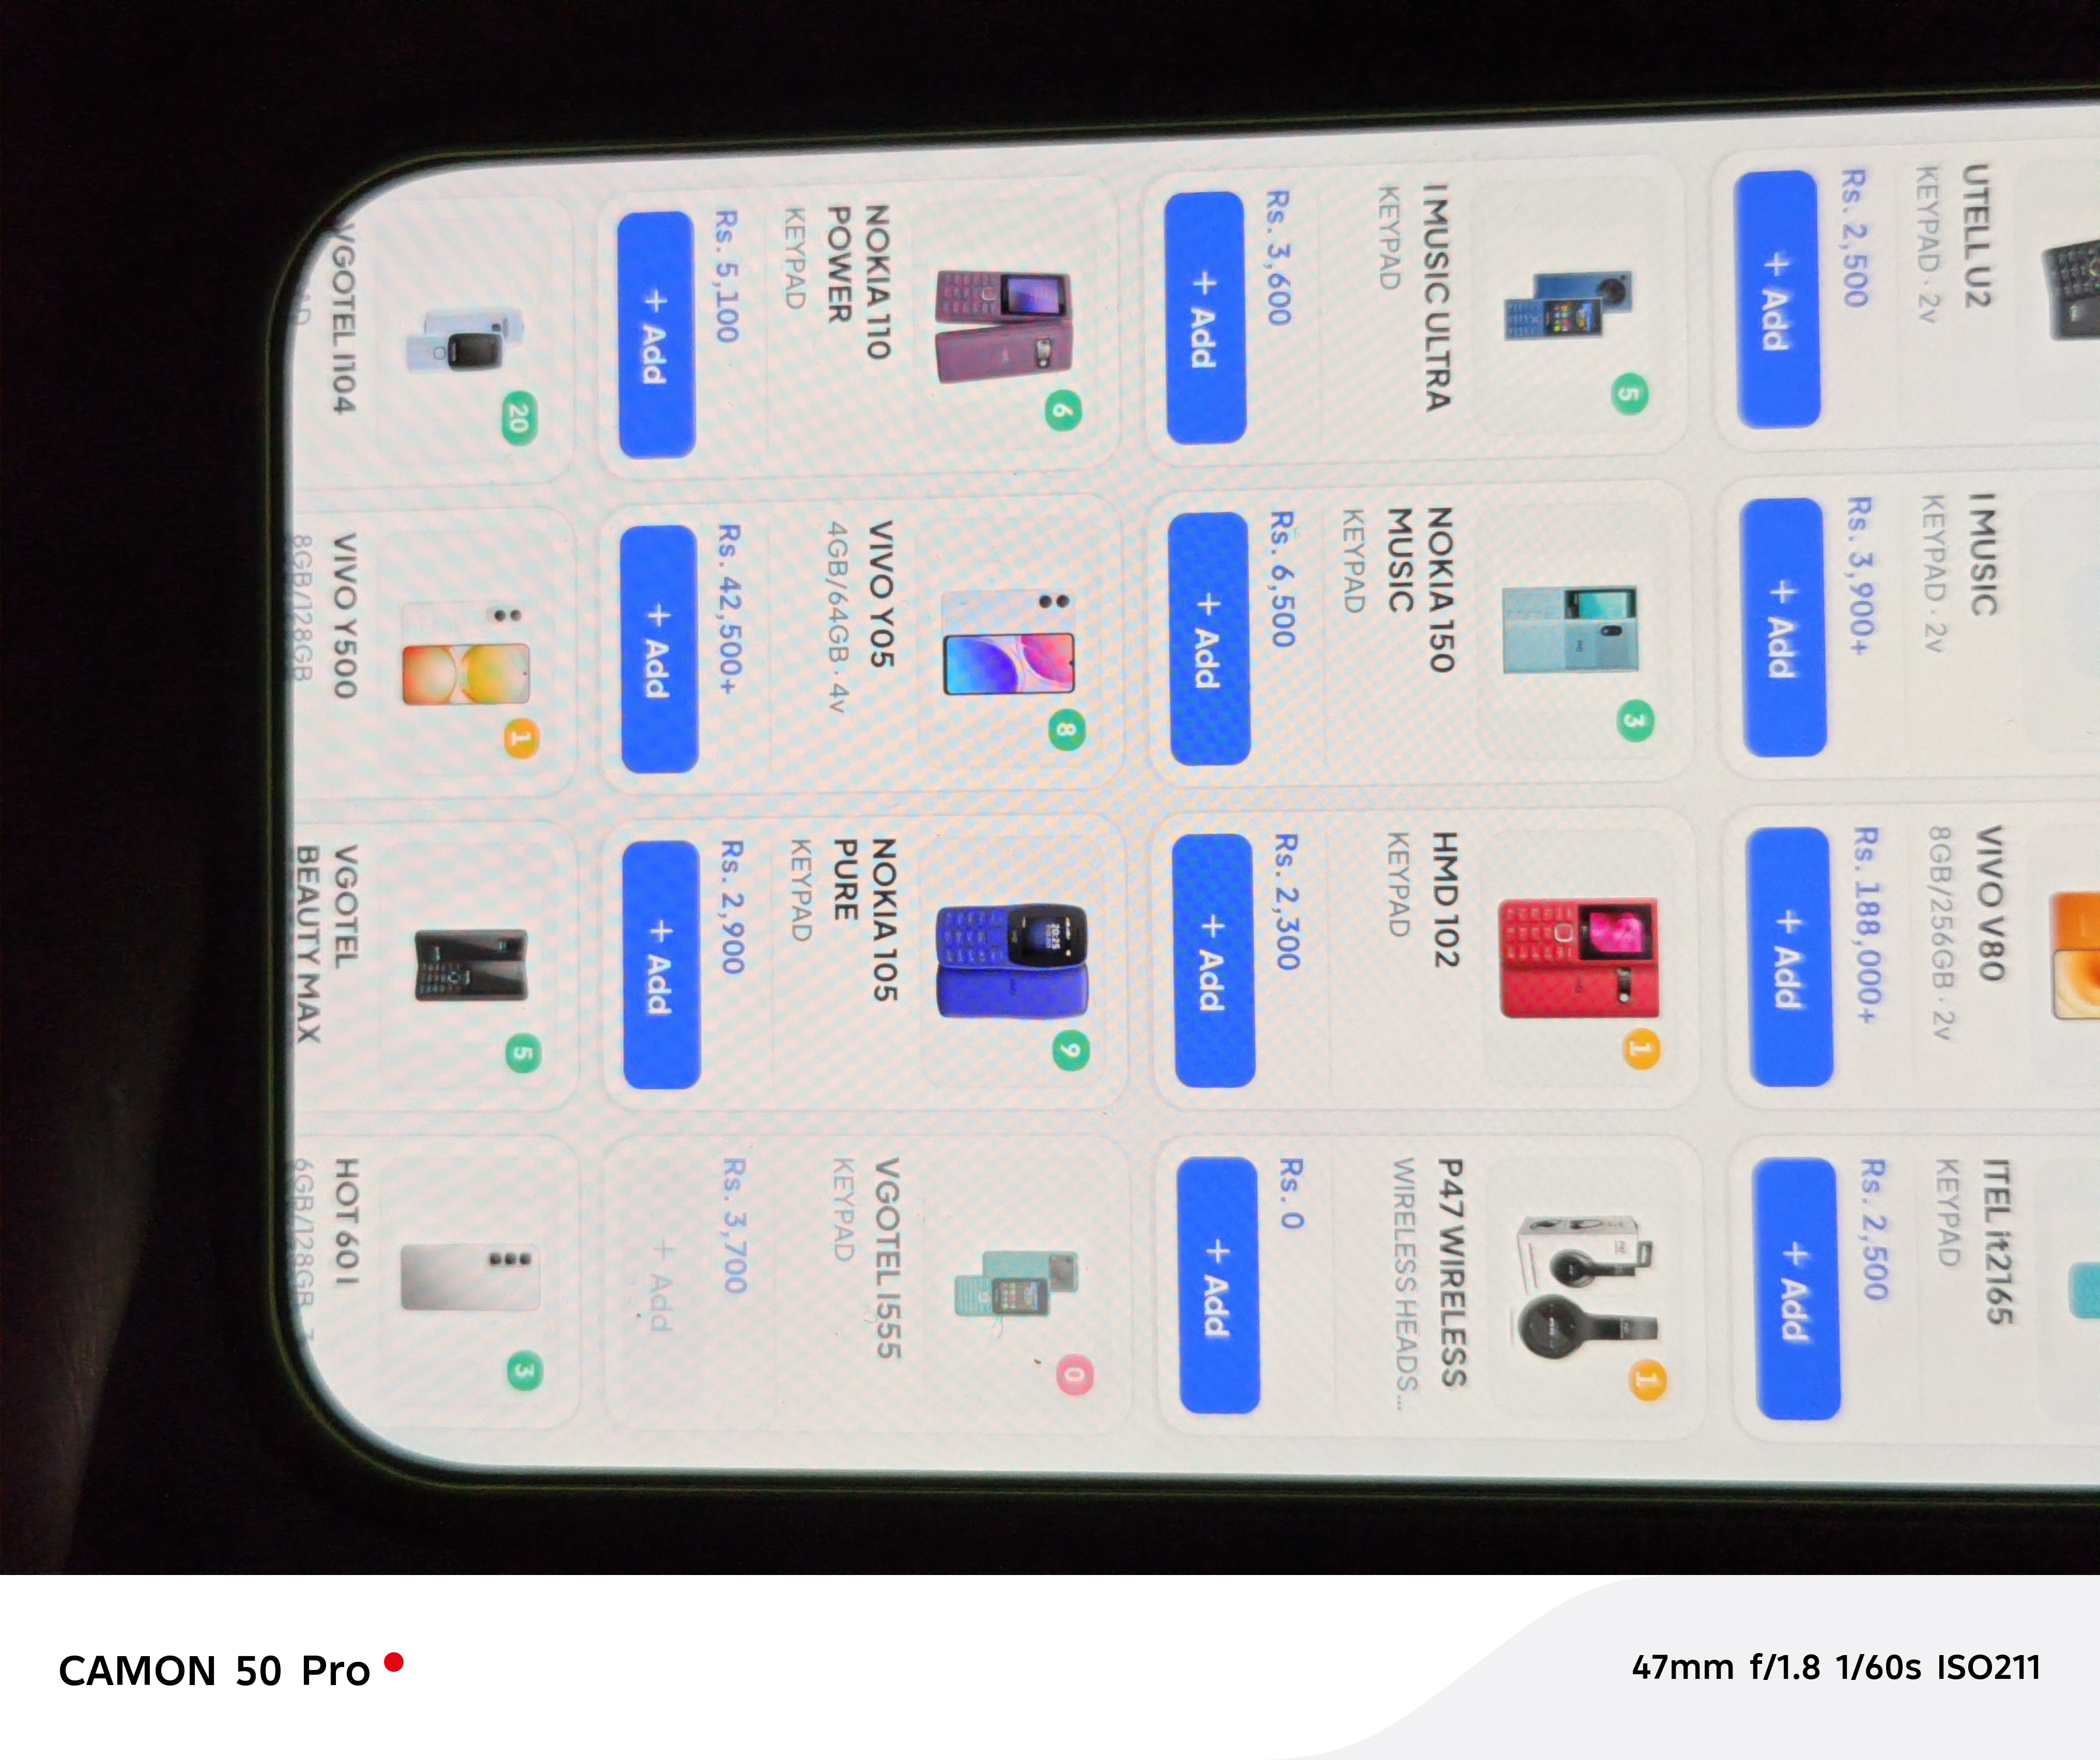 UTELL U2
KEYPAD · 2v
Rs. 2,500
+ Add
I MUSIC
KEYPAD · 2v
Rs. 3,900+
+ Add
VIVO V80
8GB/256GB · 2v
Rs. 188,000+
+ Add
ITEL it2165
KEYPAD
Rs. 2,500
+ Add
5
I MUSIC ULTRA
KEYPAD
Rs. 3,600
+ Add
3
NOKIA 150
MUSIC
KEYPAD
Rs. 6,500
+ Add
1
HMD 102
KEYPAD
Rs. 2,300
+ Add
1
P47 WIRELESS
WIRELESS HEADS...
Rs. 0
+ Add
6
NOKIA 110
POWER
KEYPAD
Rs. 5,100
+ Add
8
VIVO Y05
4GB/64GB · 4v
Rs. 42,500+
+ Add
9
NOKIA 105
PURE
KEYPAD
Rs. 2,900
+ Add
0
VGOTEL I555
KEYPAD
Rs. 3,700
+ Add
20
VGOTEL I104
1
VIVO Y500
8GB/128GB
5
VGOTEL
BEAUTY MAX
3
HOT 60 I
6GB/128GB
CAMON 50 Pro
47mm f/1.8 1/60s ISO211